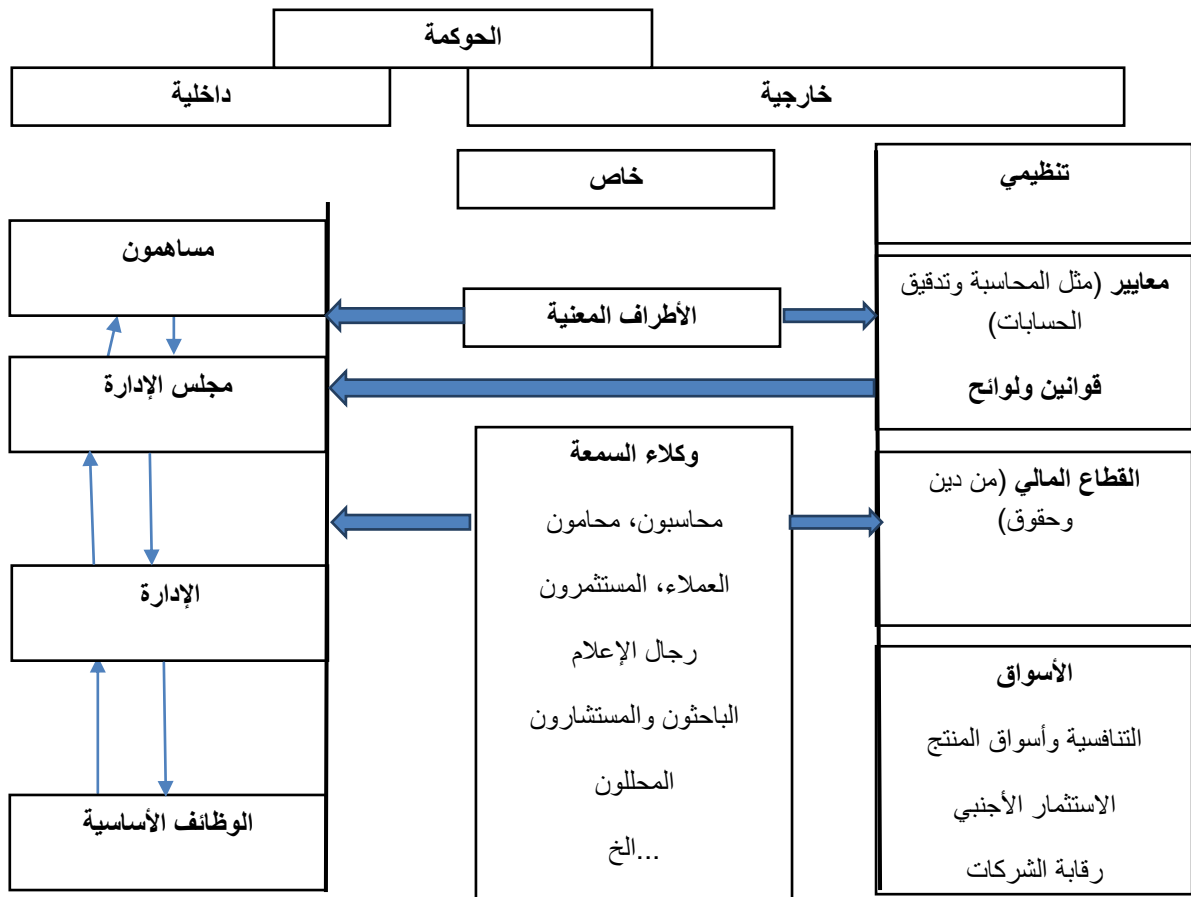 الحوكمة
خارجية
داخلية
تنظيمي
خاص
مساهمون
معايير (مثل المحاسبة وتدقيق
الحسابات)
الأطراف المعنية
مجلس الإدارة
قوانين ولوائح
وكلاء السمعة
محاسبون، محامون
العملاء، المستثمرون
رجال الإعلام
الباحثون والمستشارون
المحللون
...الخ
القطاع المالي (من دين
وحقوق)
الإدارة
الأسواق
التنافسية وأسواق المنتج
الاستثمار الأجنبي
رقابة الشركات
الوظائف الأساسية